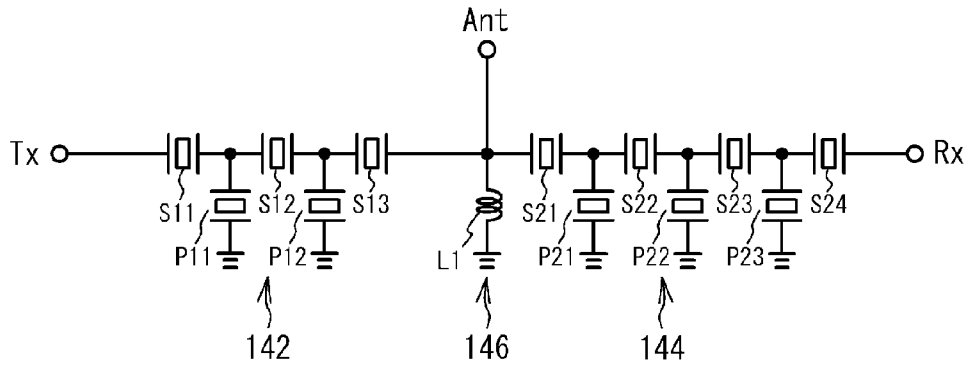 Ant
Tx
Rx
S11 S12 S13 S21 S22 S23 S24
P11 P12 L1 P21 P22 P23
142 146 144